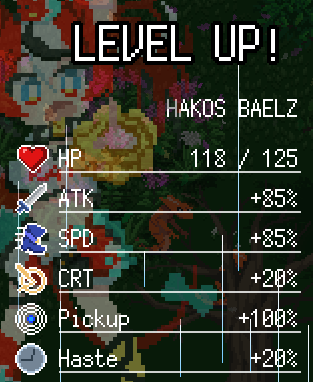 LEVEL UP!
HAKOS BAELZ
HP 118 / 125
ATK +85%
SPD +85%
CRT +20%
Pickup +100%
Haste +20%